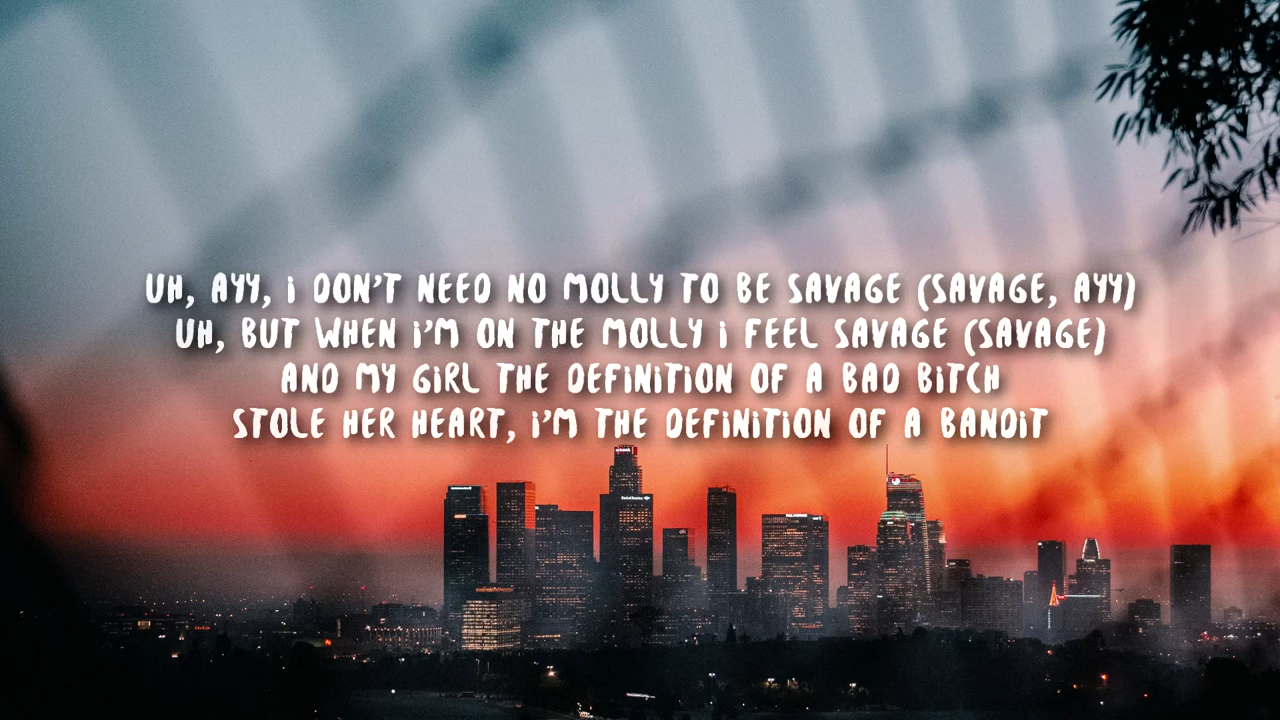 UH, AYY, I DON'T NEED NO MOLLY TO BE SAVAGE (SAVAGE, AYY)
UH, BUT WHEN I'M ON THE MOLLY I FEEL SAVAGE (SAVAGE)
AND MY GIRL THE DEFINITION OF A BAD BITCH
STOLE HER HEART, I'M THE DEFINITION OF A BANDIT